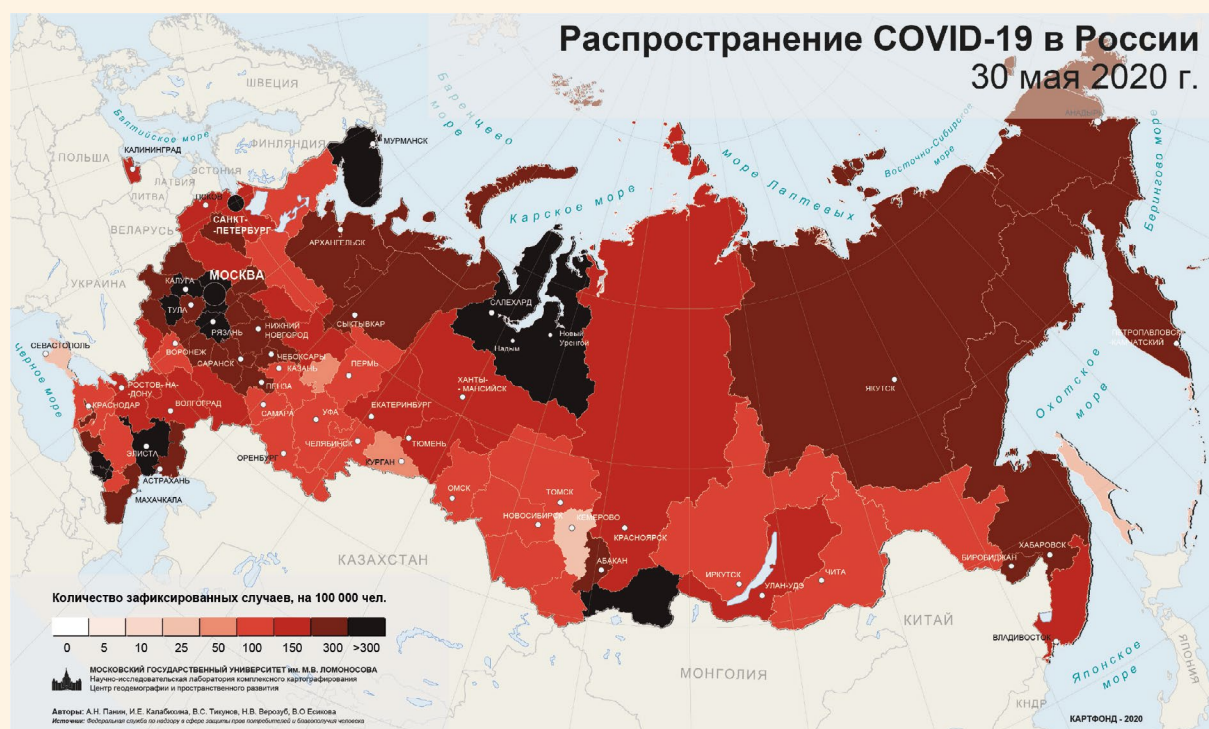 Распространение COVID-19 в России
30 мая 2020 г.
ШВЕЦИЯ
Баренцево
море
Восточно-Сибирское
море
АНАДЫРЬ
Берингово море
Балтийское море
ФИНЛЯНДИЯ
МУРМАНСК
ПОЛЬША
КАЛИНИНГРАД
ЭСТОНИЯ
ЛАТВИЯ
ЛИТВА
ПСКОВ
Карское море
море Лаптевых
САНКТ-
-ПЕТЕРБУРГ
БЕЛАРУСЬ
АРХАНГЕЛЬСК
УКРАИНА
МОСКВА
КАЛУГА
ТУЛА
РЯЗАНЬ
САЛЕХАРД
Надым
Новый
Уренгой
СЫКТЫВКАР
НИЖНИЙ
НОВГОРОД
СЕВАСТОПОЛЬ
ВОРОНЕЖ
САРАНСК
ЧЕБОКСАРЫ
КАЗАНЬ
ПЕРМЬ
ПЕТРОПАВЛОВСК-
-КАМЧАТСКИЙ
Черное море
РОСТОВ-НА-
-ДОНУ
ПЕНЗА
ХАНТЫ-
-МАНСИЙСК
ЯКУТСК
Охотское
море
КРАСНОДАР
ВОЛГОГРАД
САМАРА
УФА
ЕКАТЕРИНБУРГ
ЧЕЛЯБИНСК
ТЮМЕНЬ
ЭЛИСТА
ОРЕНБУРГ
КУРГАН
АСТРАХАНЬ
МАХАЧКАЛА
ОМСК
ТОМСК
НОВОСИБИРСК
КЕМЕРОВО
КРАСНОЯРСК
АБАКАН
КАЗАХСТАН
ИРКУТСК
УЛАН-УДЭ
ЧИТА
БИРОБИДЖАН
ХАБАРОВСК
КИТАЙ
ВЛАДИВОСТОК
МОНГОЛИЯ
Японское
море
ЯПОНИЯ
КНДР
Количество зафиксированных случаев, на 100 000 чел.
0 5 10 25 50 100 150 300 >300
МОСКОВСКИЙ ГОСУДАРСТВЕННЫЙ УНИВЕРСИТЕТ им. М.В. ЛОМОНОСОВА
Научно-исследовательская лаборатория комплексного картографирования
Центр геодемографии и пространственного развития
Авторы: А.Н. Панин, И.Е. Калабихина, В.С. Тикунов, Н.В. Верозуб, В.О Есикова
Источник: Федеральная служба по надзору в сфере защиты прав потребителей и благополучия человека
КАРТФОНД - 2020